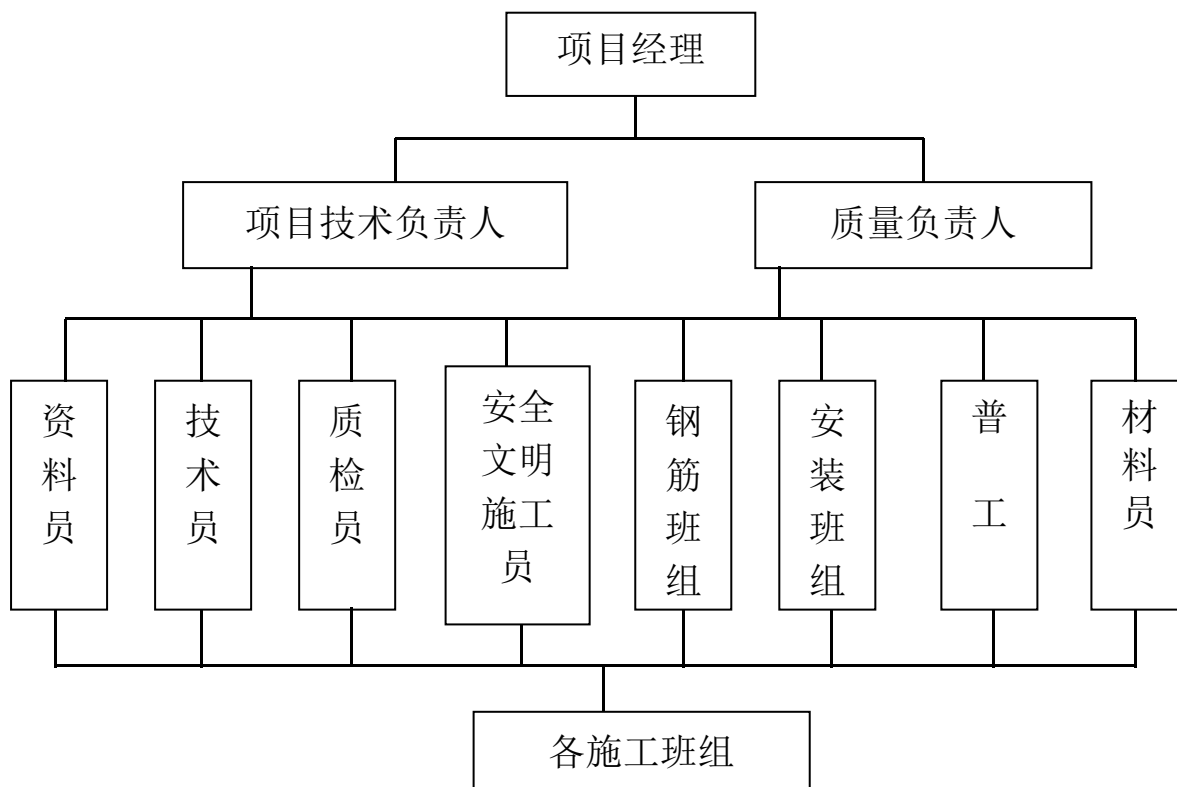 项目经理
项目技术负责人
质量负责人
资料员
技术员
质检员
安全文明施工员
钢筋班组
安装班组
普工
材料员
各施工班组